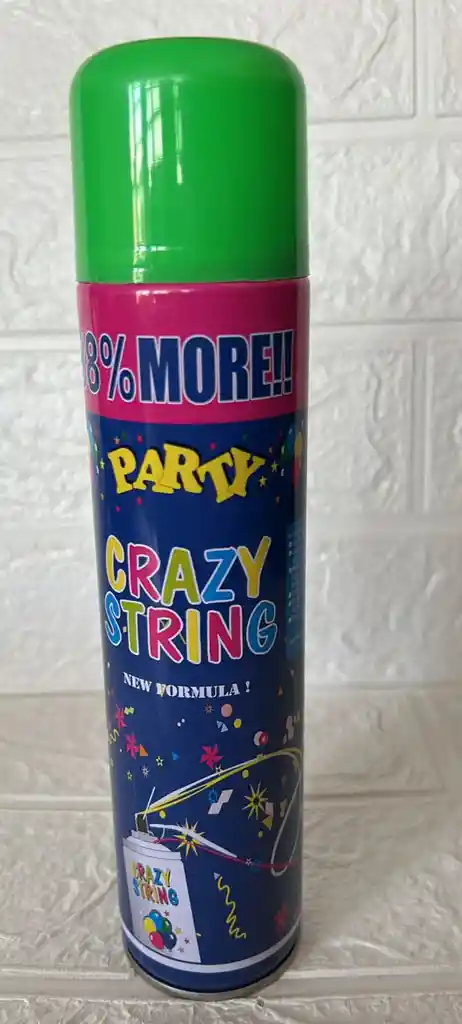 8% MORE!!
PARTY
CRAZY
STRING
NEW FORMULA !
CRAZY
STRING